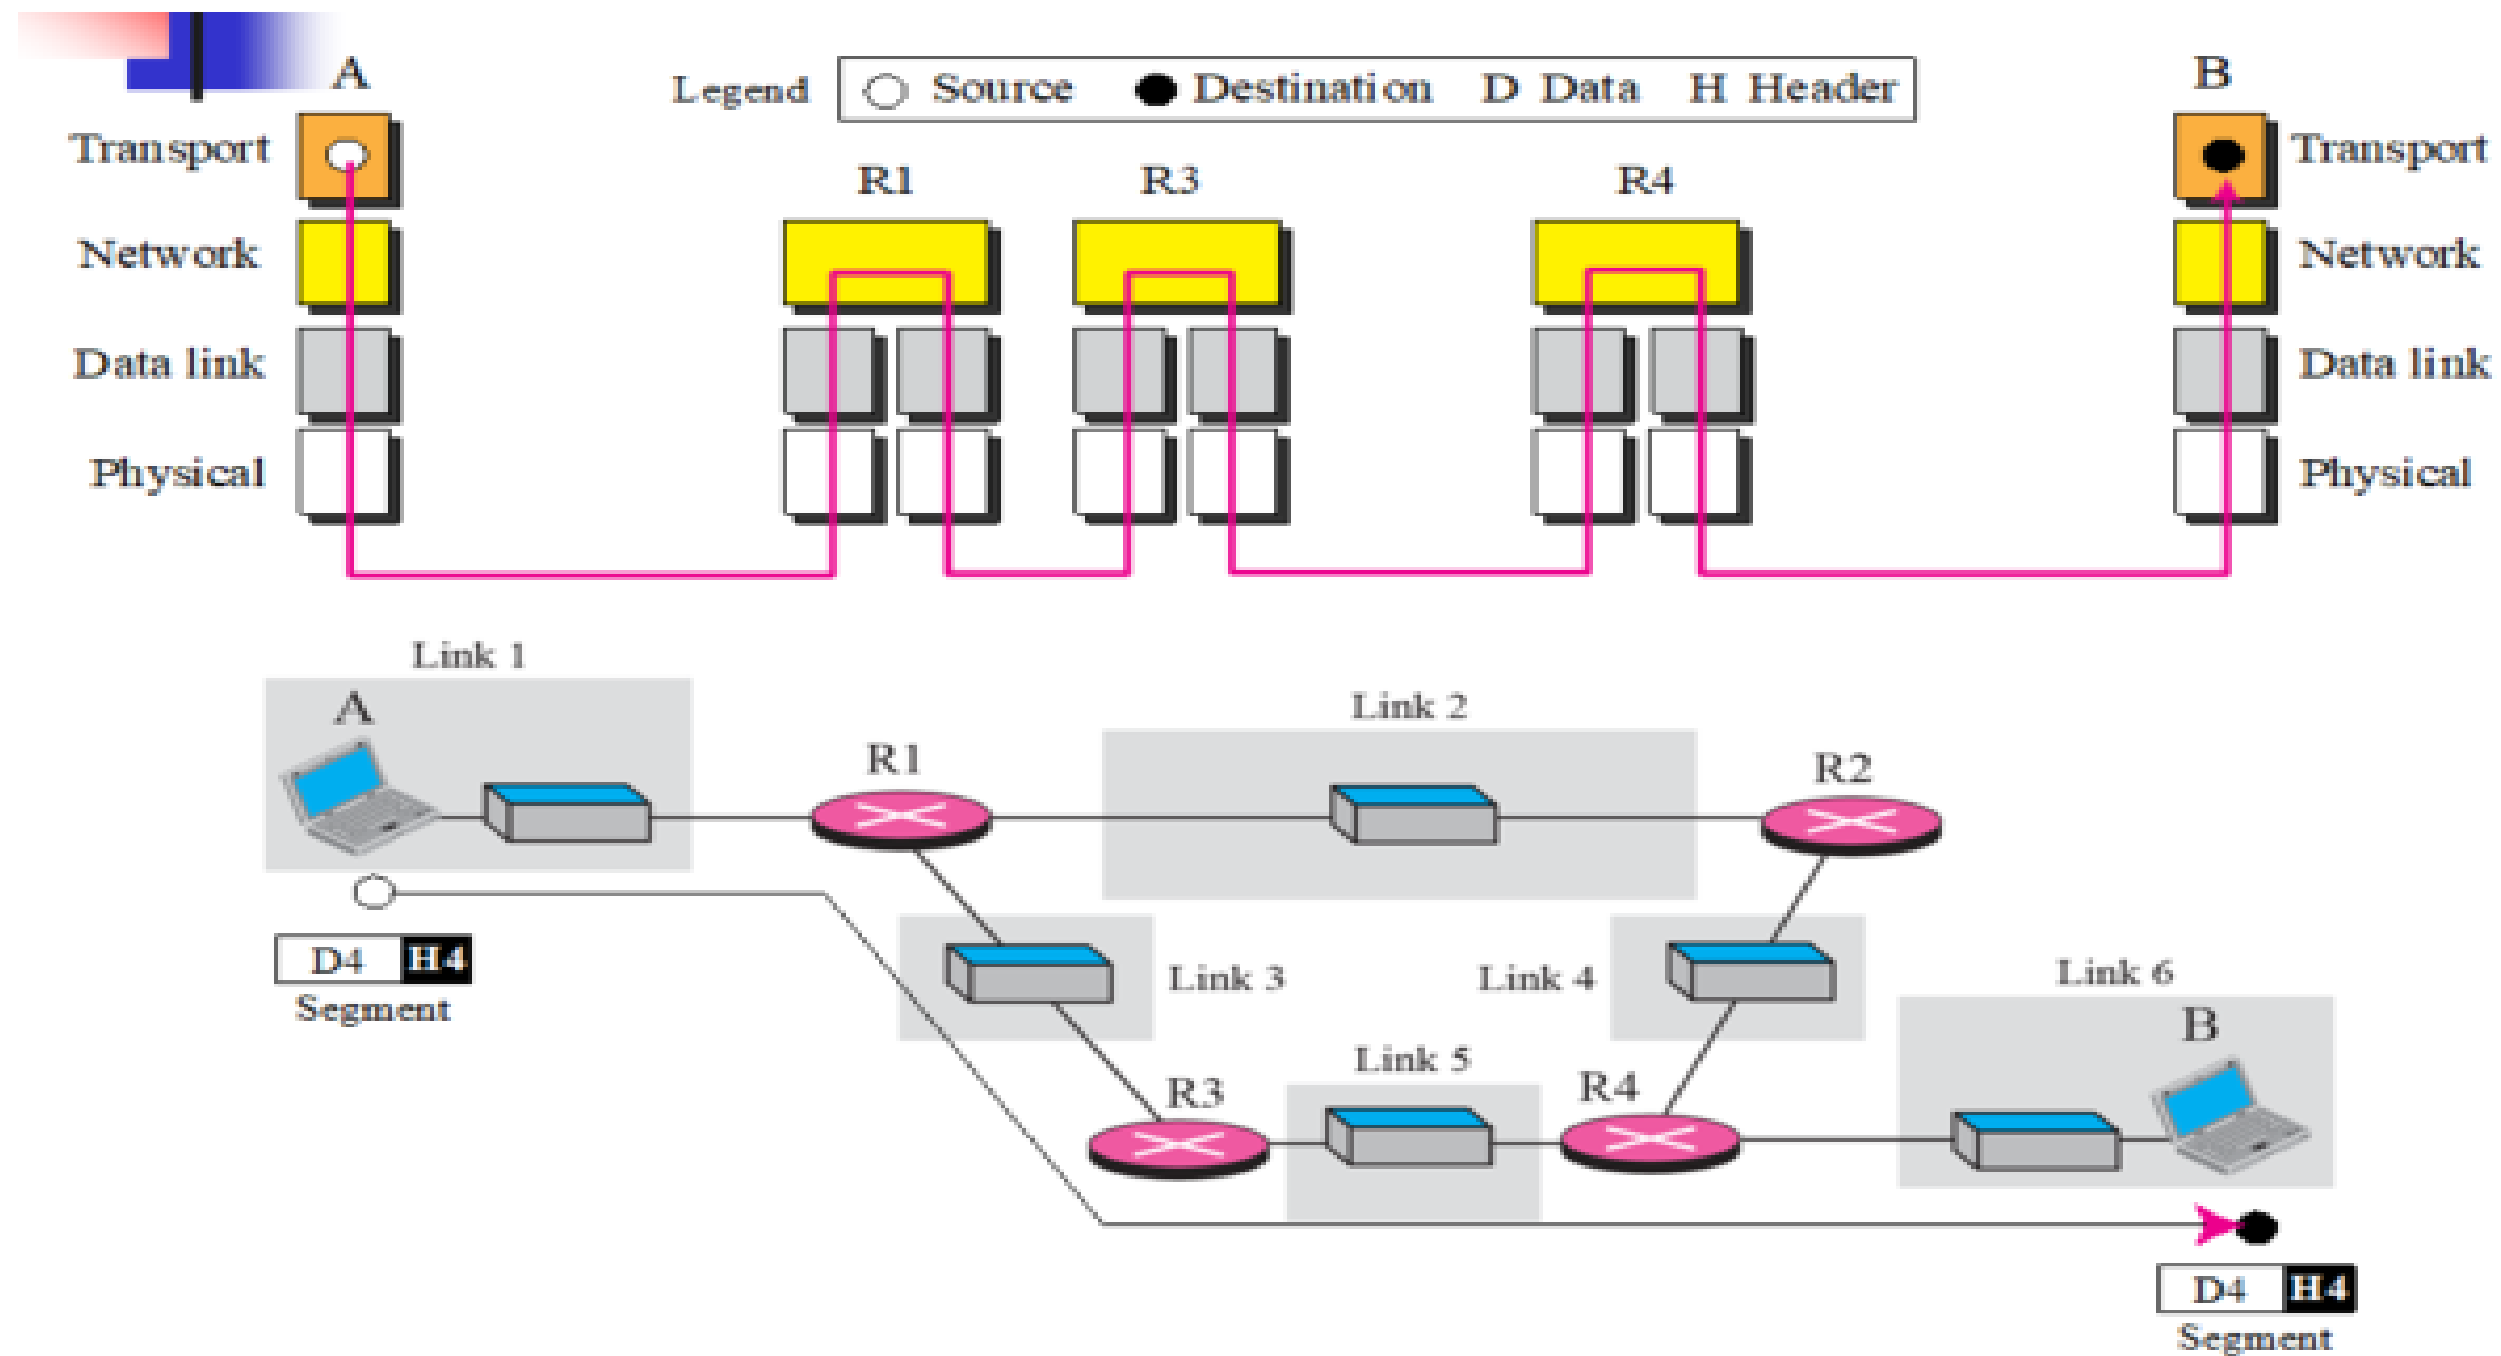 A
Legend
Source Destination D Data H Header
B
Transport
Transport
R1
R3
R4
Network
Network
Data link
Data link
Physical
Physical
Link 1
A
Link 2
R1
R2
D4 H4
Segment
Link 3
Link 4
Link 6
B
Link 5
R3
R4
D4 H4
Segment